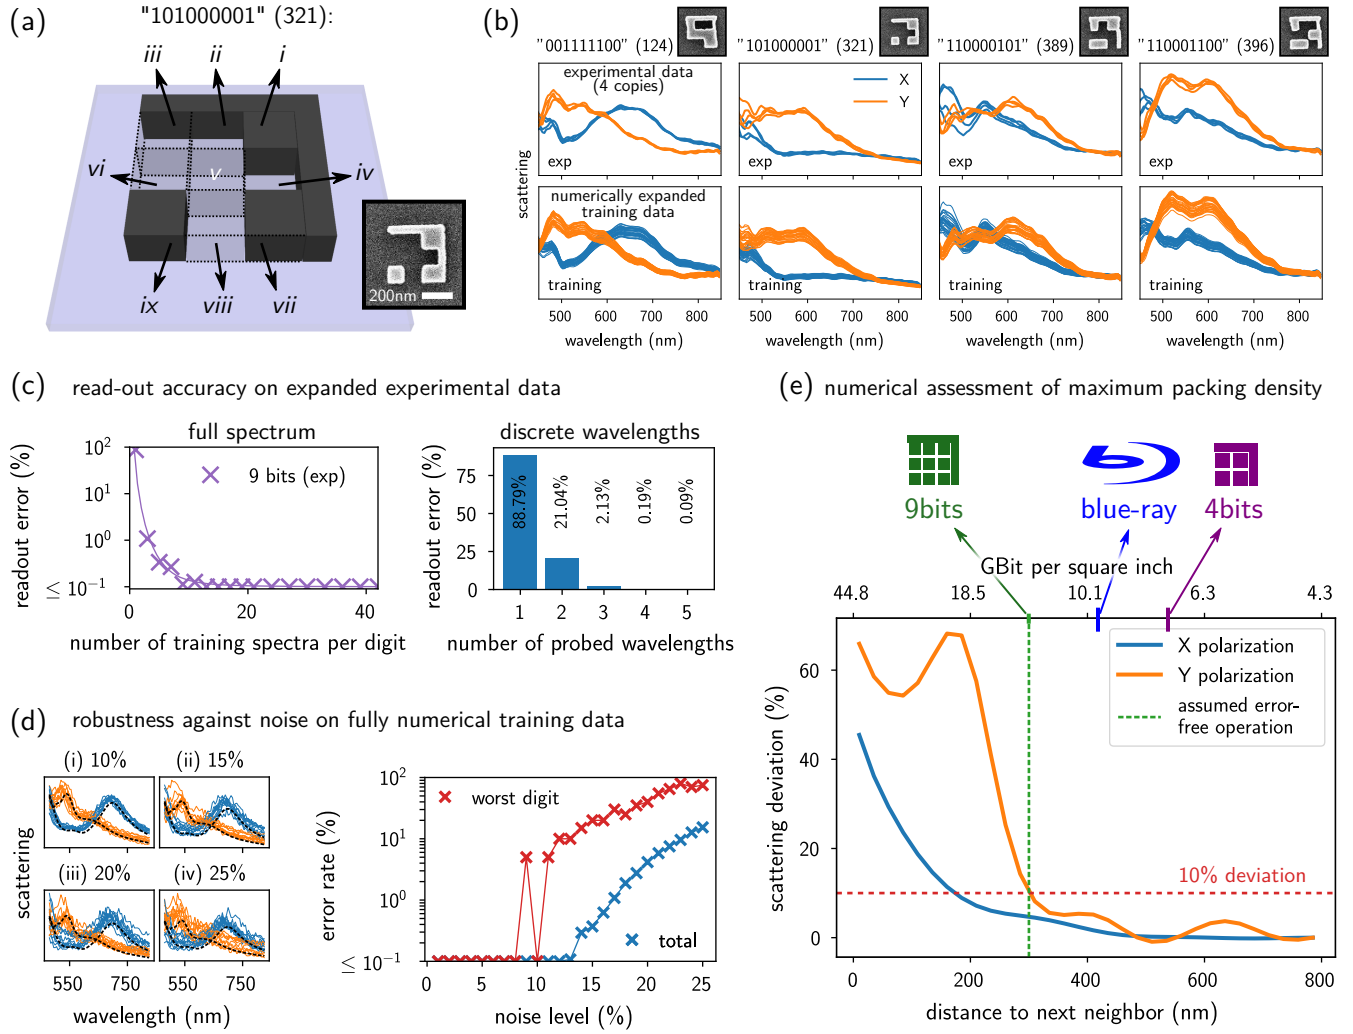 (a)
"101000001" (321):
iii
ii
i
vi
v
iv
ix
viii
vii
200nm
(b)
"001111100" (124)
"101000001" (321)
"110000101" (389)
"110001100" (396)
experimental data
(4 copies)
X
Y
exp
exp
exp
exp
scattering
numerically expanded
training data
training
training
training
training
500 600 700 800
500 600 700 800
500 600 700 800
500 600 700 800
wavelength (nm)
wavelength (nm)
wavelength (nm)
wavelength (nm)
(c) read-out accuracy on expanded experimental data
full spectrum
readout error (%)
10²
10¹
10⁰
≤ 10⁻¹
9 bits (exp)
0 20 40
number of training spectra per digit
discrete wavelengths
readout error (%)
75
50
25
0
88.79%
21.04%
2.13%
0.19%
0.09%
1 2 3 4 5
number of probed wavelengths
(d) robustness against noise on fully numerical training data
(i) 10%
(ii) 15%
(iii) 20%
(iv) 25%
scattering
550 750
550 750
wavelength (nm)
error rate (%)
10²
10¹
10⁰
≤ 10⁻¹
worst digit
total
0 5 10 15 20 25
noise level (%)
(e) numerical assessment of maximum packing density
9bits
blue-ray
4bits
GBit per square inch
44.8 18.5 10.1 6.3 4.3
X polarization
Y polarization
assumed error-
free operation
scattering deviation (%)
60
40
20
0
10% deviation
0 200 400 600 800
distance to next neighbor (nm)